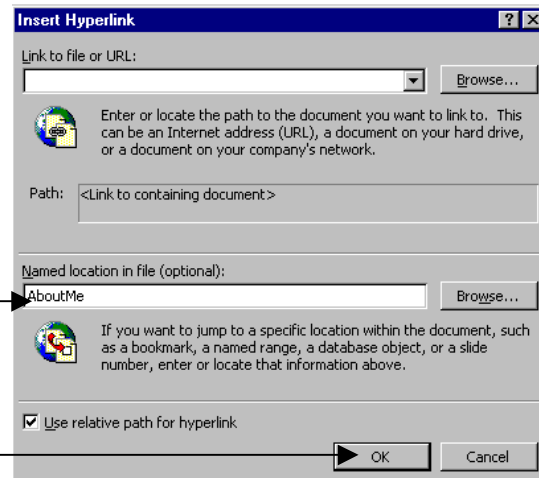 Insert Hyperlink
Link to file or URL:
Browse...
Enter or locate the path to the document you want to link to. This
can be an Internet address (URL), a document on your hard drive,
or a document on your company's network.
Path: <Link to containing document>
Named location in file (optional):
AboutMe
Browse...
If you want to jump to a specific location within the document, such
as a bookmark, a named range, a database object, or a slide
number, enter or locate that information above.
Use relative path for hyperlink
OK Cancel